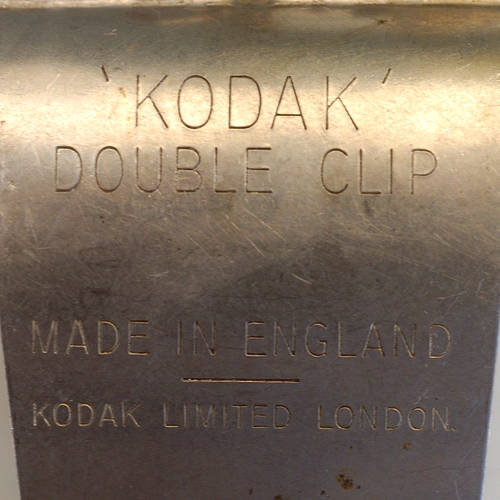 'KODAK'
DOUBLE CLIP
MADE IN ENGLAND
KODAK LIMITED LONDON.